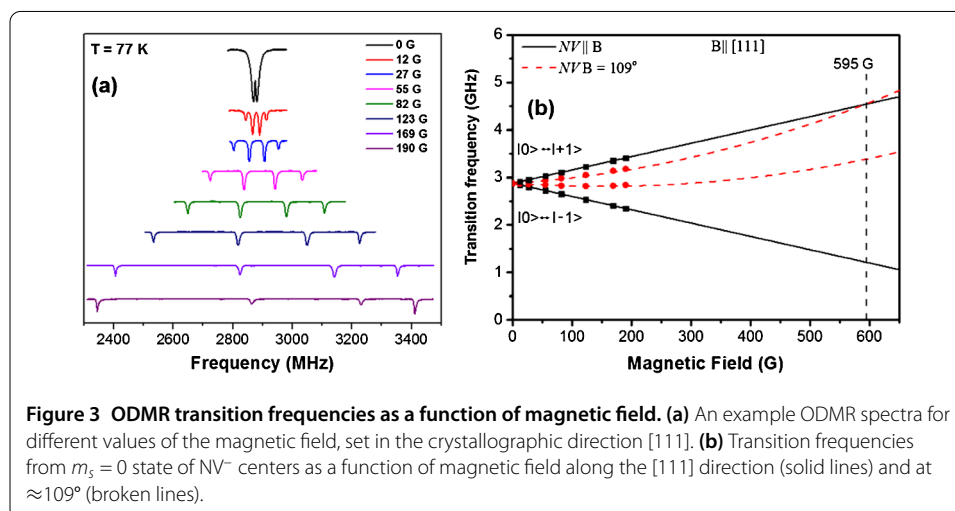 T = 77 K
(a)
0 G
12 G
27 G
55 G
82 G
123 G
169 G
190 G
2400 2600 2800 3000 3200 3400
Frequency (MHz)
NV || B
NV B = 109°
B|| [111]
595 G
(b)
|0> ↔ |+1>
|0> ↔ |-1>
6
5
4
3
2
1
0
Transition frequency (GHz)
0 100 200 300 400 500 600
Magnetic Field (G)
Figure 3 ODMR transition frequencies as a function of magnetic field. (a) An example ODMR spectra for
different values of the magnetic field, set in the crystallographic direction [111]. (b) Transition frequencies
from mₛ = 0 state of NV⁻ centers as a function of magnetic field along the [111] direction (solid lines) and at
≈109° (broken lines).